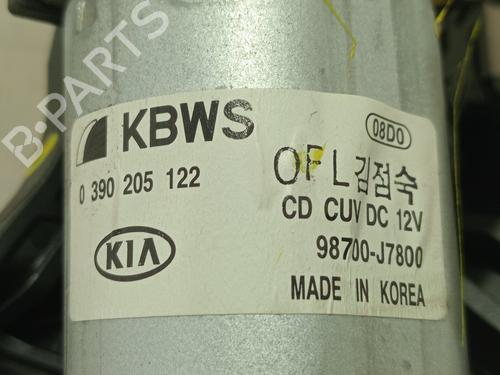 B-PARTS
KBWS
08D0
0 390 205 122
OF L김점숙
CD CUV DC 12V
KIA
98700-J7800
MADE IN KOREA